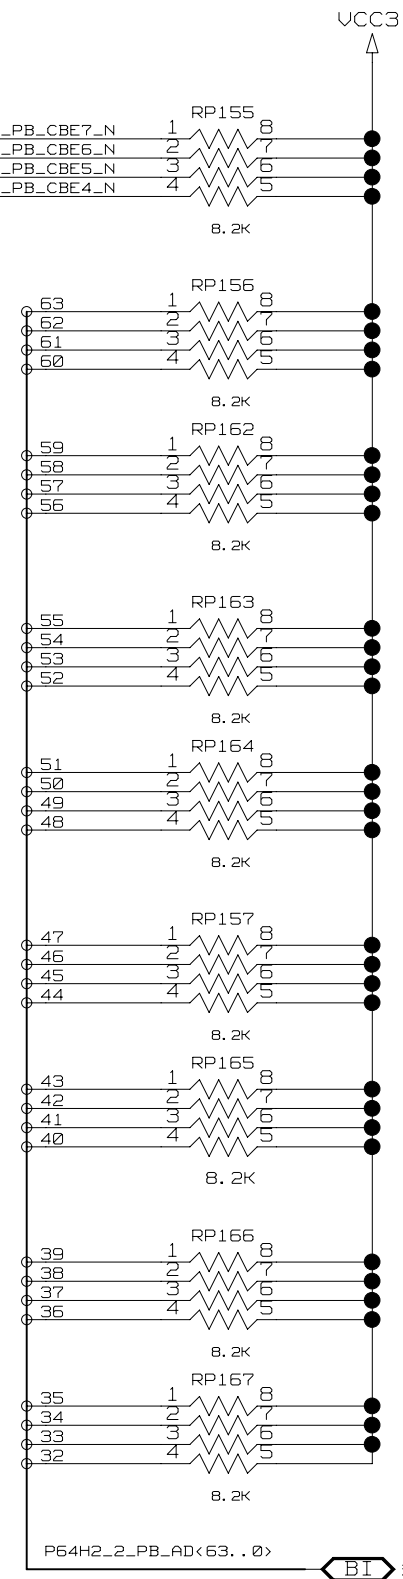 VCC3
RP155
_PB_CBE7_N 1 8
_PB_CBE6_N 2 7
_PB_CBE5_N 3 6
_PB_CBE4_N 4 5
8.2K
RP156
63 1 8
62 2 7
61 3 6
60 4 5
8.2K
RP162
59 1 8
58 2 7
57 3 6
56 4 5
8.2K
RP163
55 1 8
54 2 7
53 3 6
52 4 5
8.2K
RP164
51 1 8
50 2 7
49 3 6
48 4 5
8.2K
RP157
47 1 8
46 2 7
45 3 6
44 4 5
8.2K
RP165
43 1 8
42 2 7
41 3 6
40 4 5
8.2K
RP166
39 1 8
38 2 7
37 3 6
36 4 5
8.2K
RP167
35 1 8
34 2 7
33 3 6
32 4 5
8.2K
P64H2_2_PB_AD<63..0>
BI